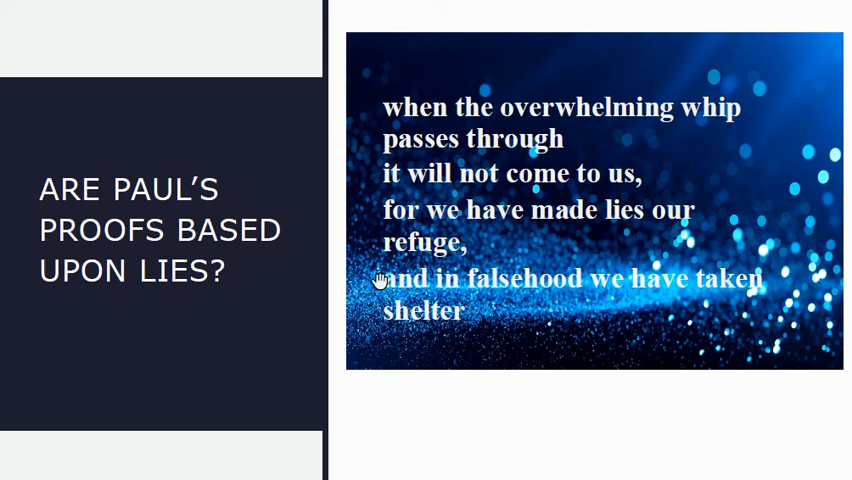 ARE PAUL’S
PROOFS BASED
UPON LIES?
when the overwhelming whip
passes through
it will not come to us,
for we have made lies our
refuge,
and in falsehood we have taken
shelter